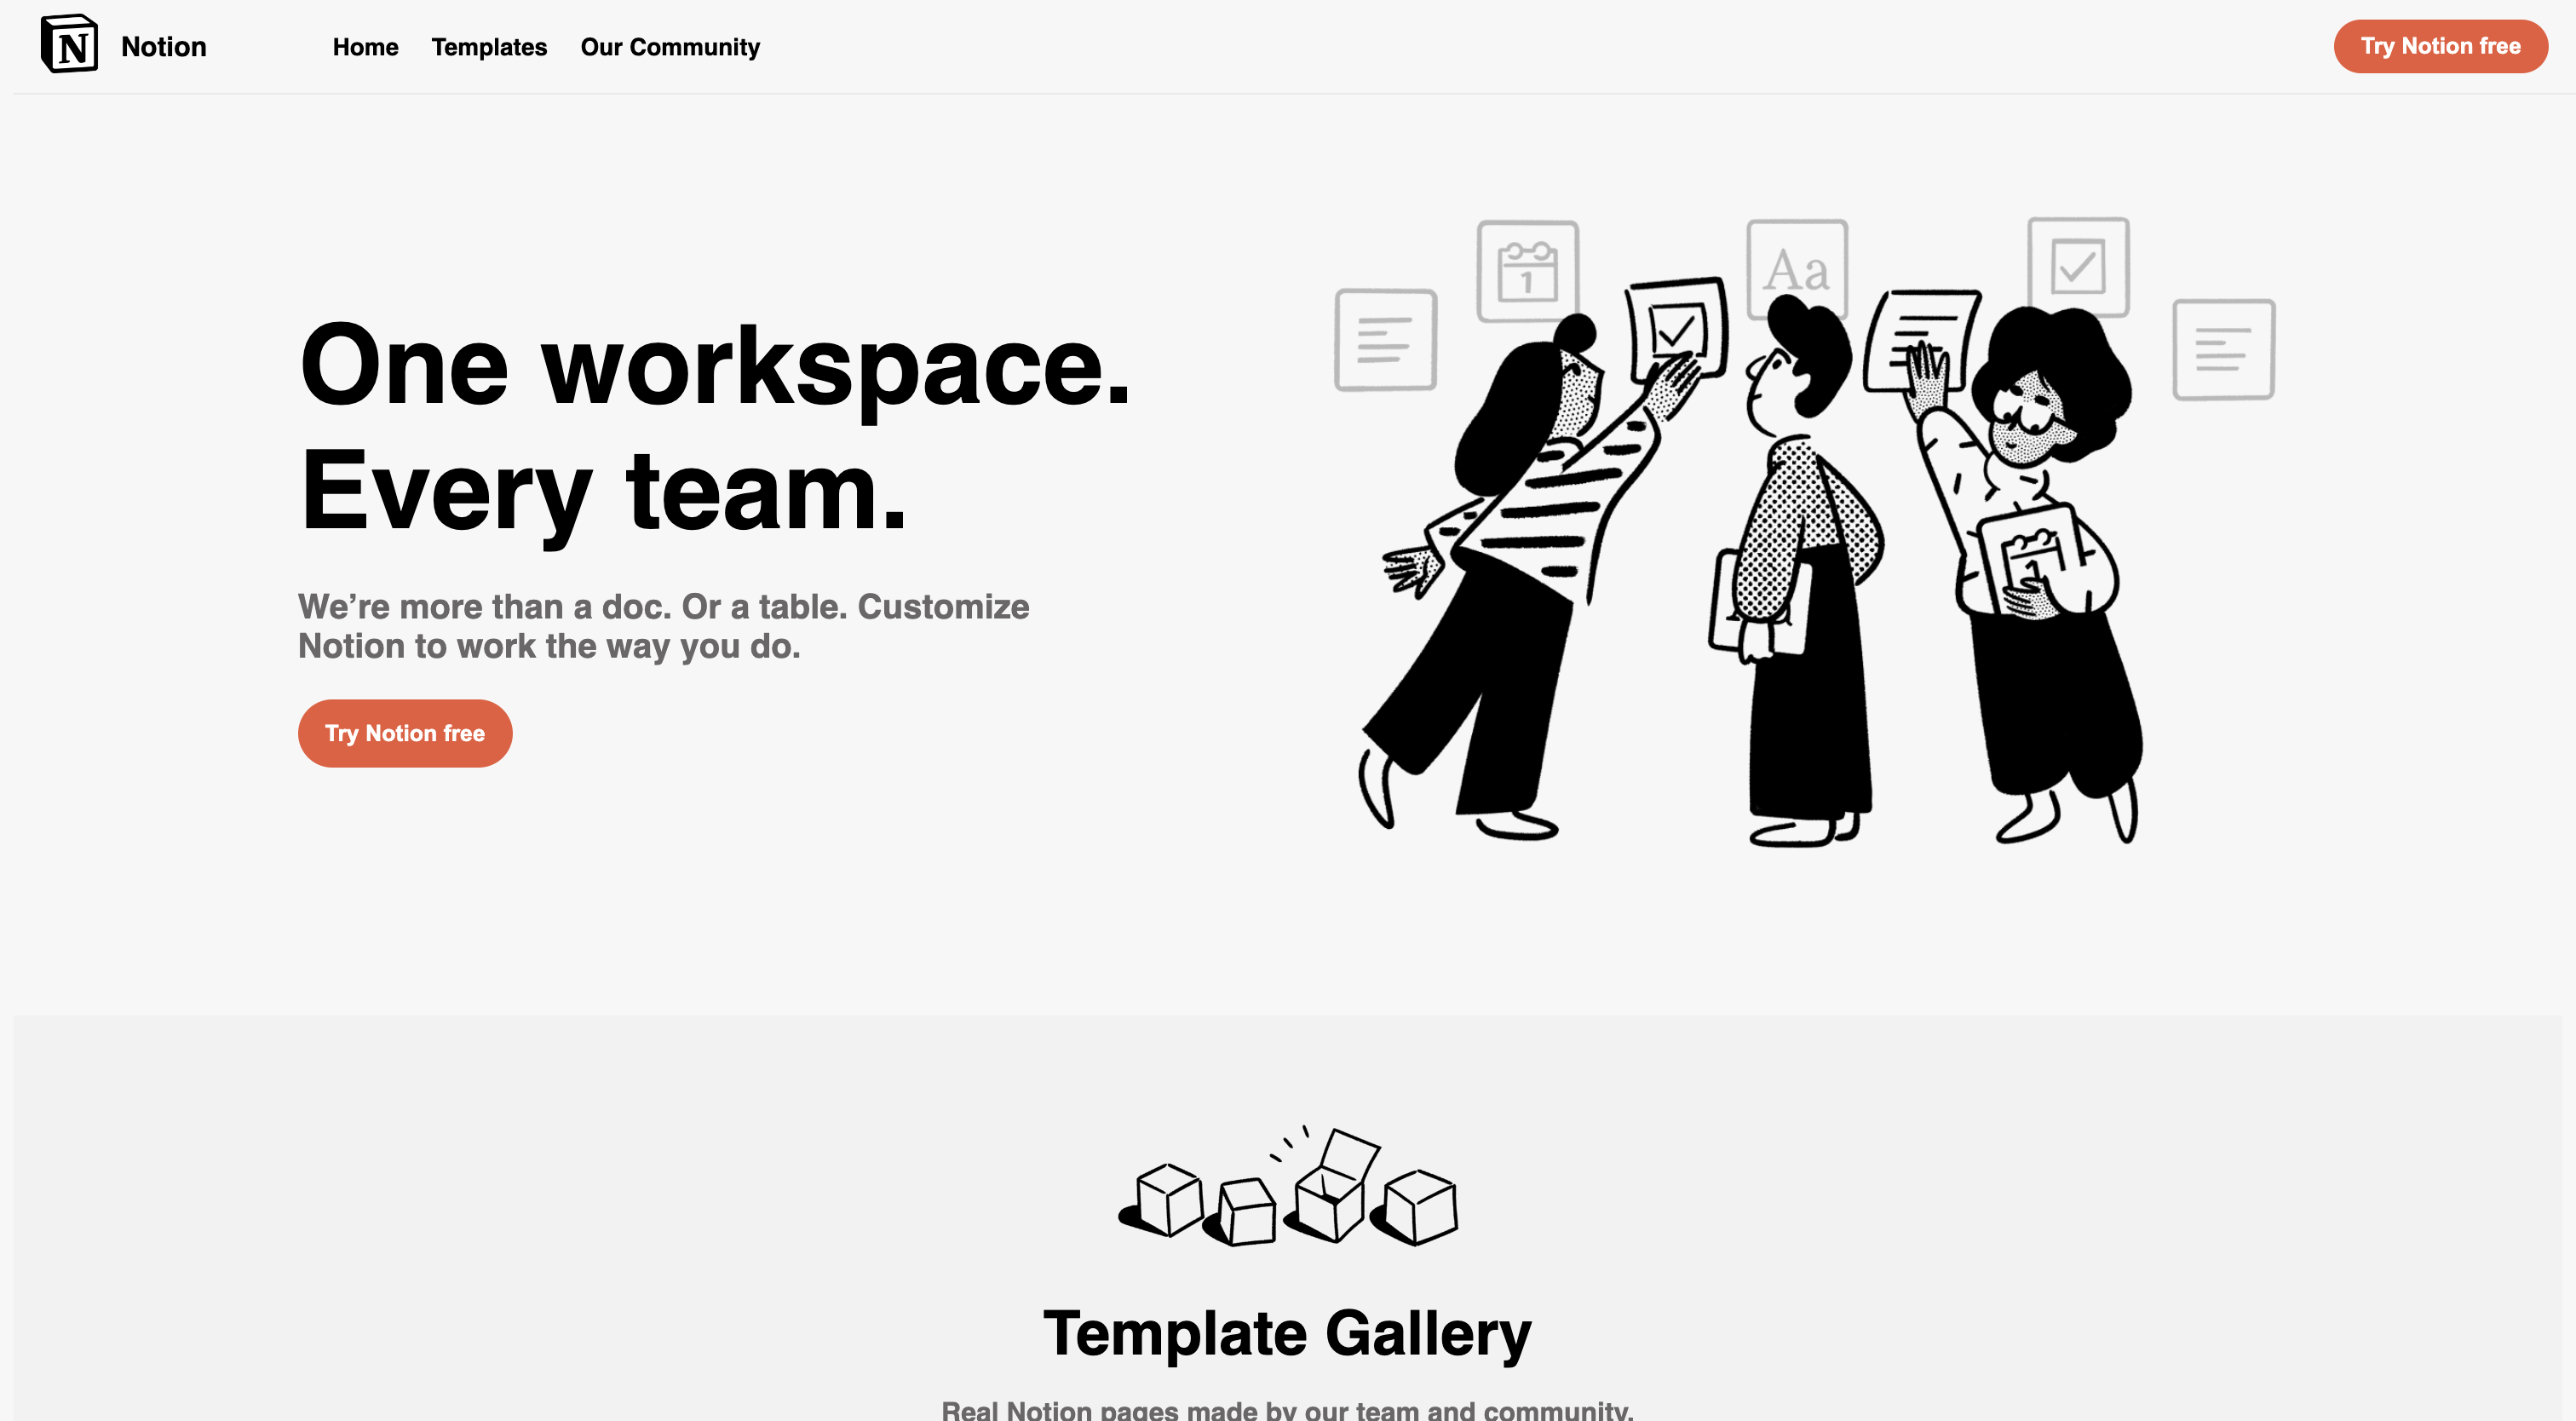 N Notion Home Templates Our Community Try Notion free
1
Aa
One workspace.
Every team.
We’re more than a doc. Or a table. Customize
Notion to work the way you do.
Try Notion free
Template Gallery
Real Notion pages made by our team and community.